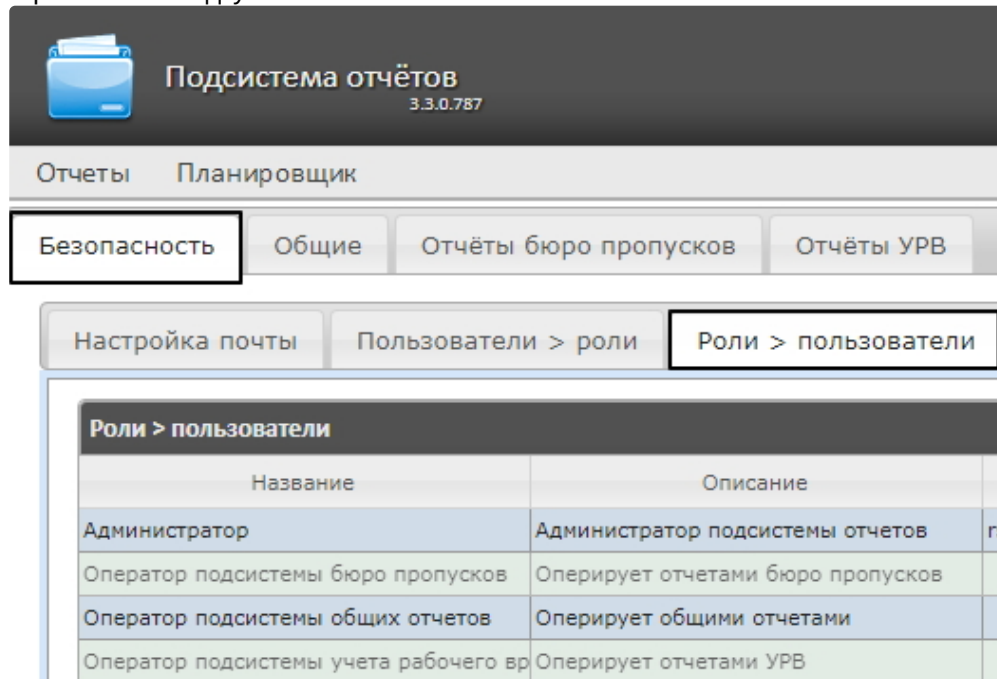 Подсистема отчётов
3.3.0.787
Отчеты Планировщик
Безопасность Общие Отчёты бюро пропусков Отчёты УРВ
Настройка почты Пользователи > роли Роли > пользователи
Роли > пользователи
Название Описание
Администратор Администратор подсистемы отчетов
Оператор подсистемы бюро пропусков Оперирует отчетами бюро пропусков
Оператор подсистемы общих отчетов Оперирует общими отчетами
Оператор подсистемы учета рабочего вр Оперирует отчетами УРВ